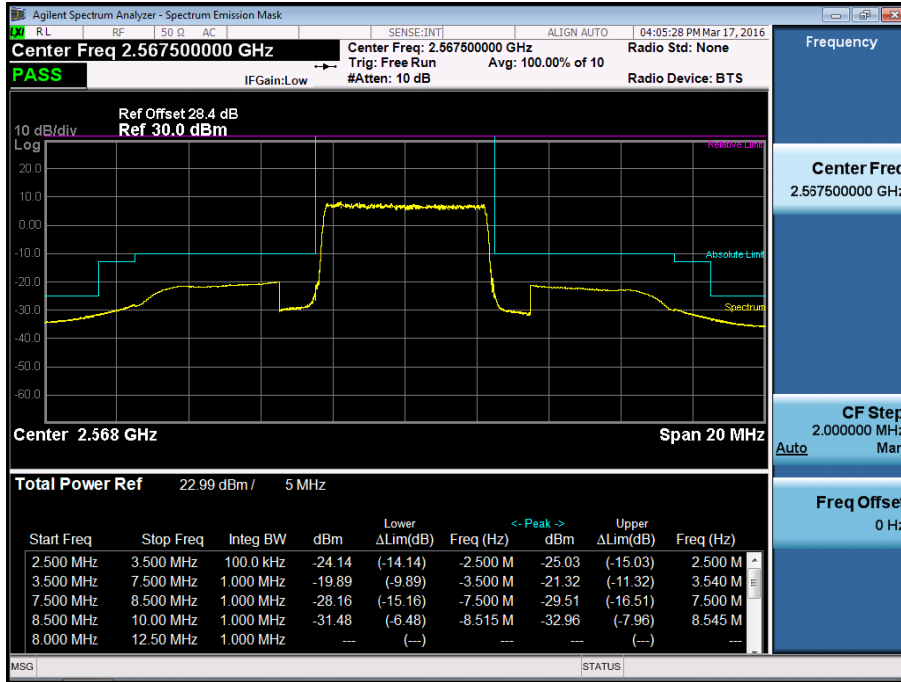 Agilent Spectrum Analyzer - Spectrum Emission Mask
LXI RL RF 50 Ω AC SENSE:INT ALIGN AUTO 04:05:28 PM Mar 17, 2016
Center Freq 2.567500000 GHz
Center Freq: 2.567500000 GHz
Radio Std: None
Trig: Free Run Avg: 100.00% of 10
PASS
IFGain:Low
#Atten: 10 dB
Radio Device: BTS
Ref Offset 28.4 dB
10 dB/div Ref 30.0 dBm
Log
Relative Limit
20.0
10.0
0.00
-10.0
Absolute Limit
-20.0
-30.0
Spectrum
-40.0
-50.0
-60.0
Center 2.568 GHz Span 20 MHz
Total Power Ref 22.99 dBm / 5 MHz
Lower <- Peak -> Upper
Start Freq Stop Freq Integ BW dBm ΔLim(dB) Freq (Hz) dBm ΔLim(dB) Freq (Hz)
2.500 MHz 3.500 MHz 100.0 kHz -24.14 (-14.14) -2.500 M -25.03 (-15.03) 2.500 M
3.500 MHz 7.500 MHz 1.000 MHz -19.89 (-9.89) -3.500 M -21.32 (-11.32) 3.540 M
7.500 MHz 8.500 MHz 1.000 MHz -28.16 (-15.16) -7.500 M -29.51 (-16.51) 7.500 M
8.500 MHz 10.00 MHz 1.000 MHz -31.48 (-6.48) -8.515 M -32.96 (-7.96) 8.545 M
8.000 MHz 12.50 MHz 1.000 MHz --- (---) --- --- (---) ---
MSG STATUS
Frequency
Center Freq
2.567500000 GHz
CF Step
2.000000 MHz
Auto Man
Freq Offset
0 Hz